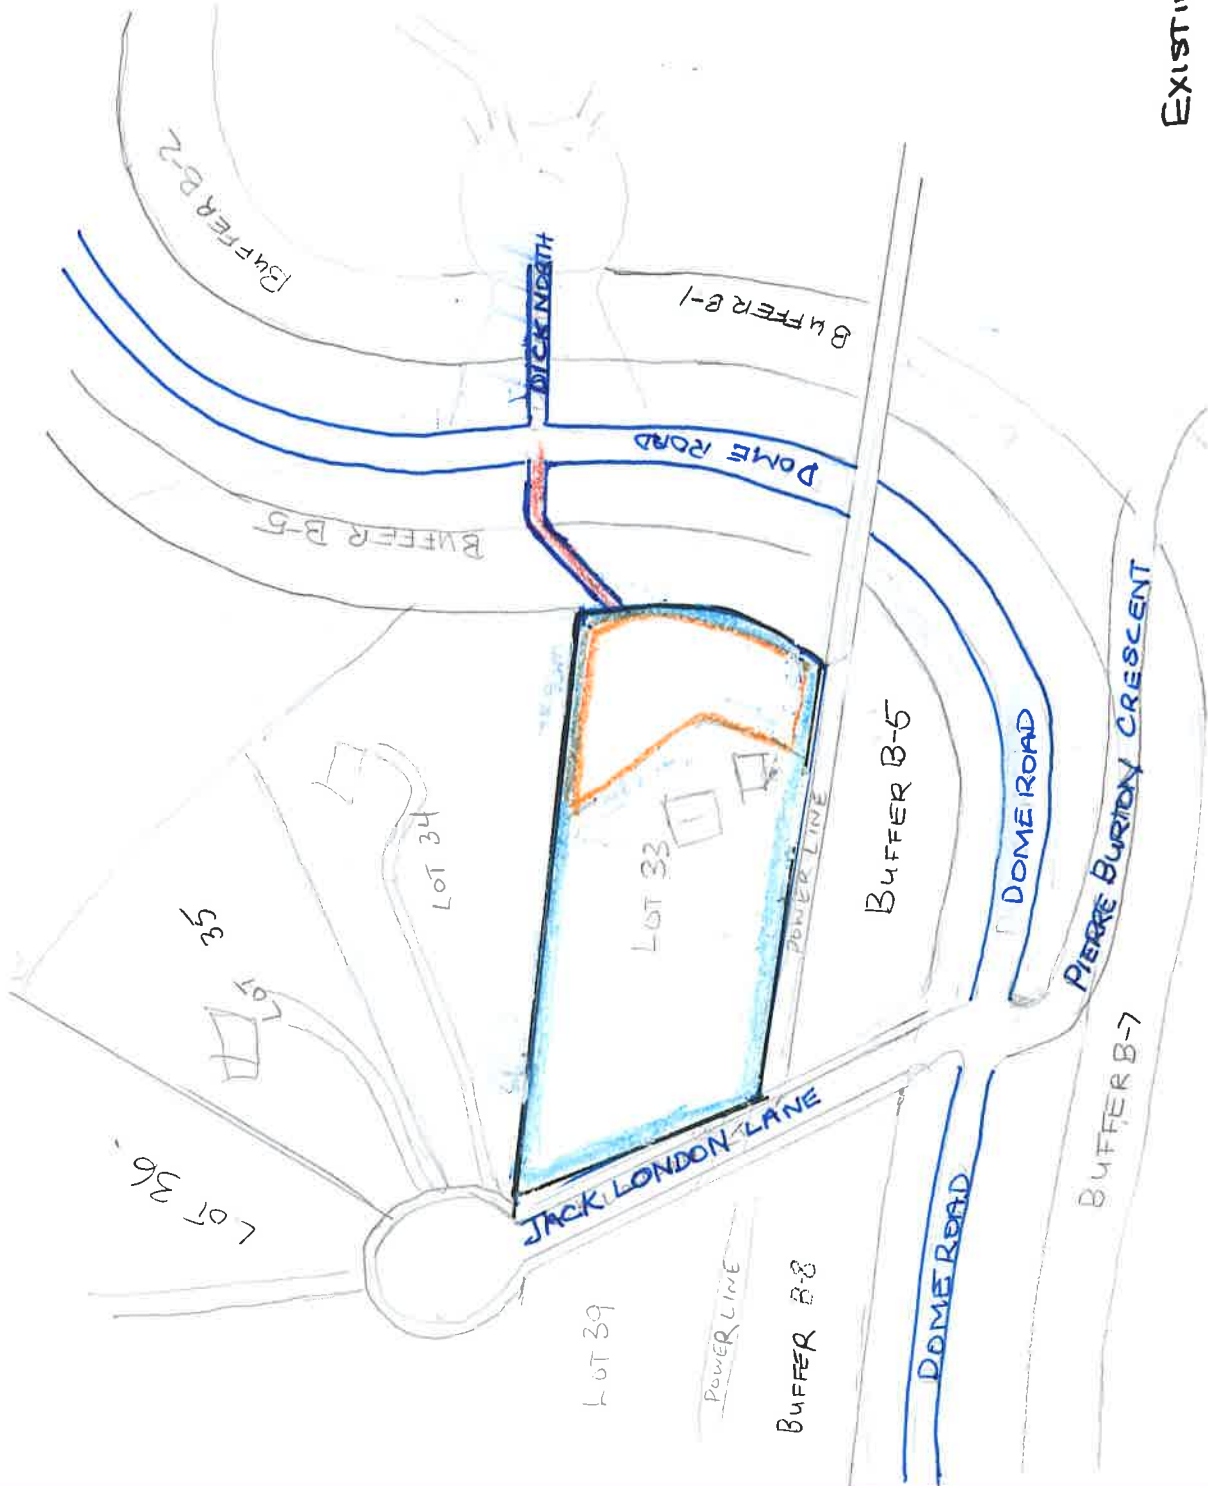 EXISTI
BUFFER B-2
DICK NORTH
BUFFER B-1
DOME ROAD
BUFFER B-5
PIERRE BURTON CRESCENT
DOME ROAD
BUFFER B-5
POWER LINE
LOT 33
LOT 34
LOT 35
LOT 36.
JACK LONDON LANE
BUFFER B-7
DOME ROAD
BUFFER B-8
POWERLINE
LOT 39